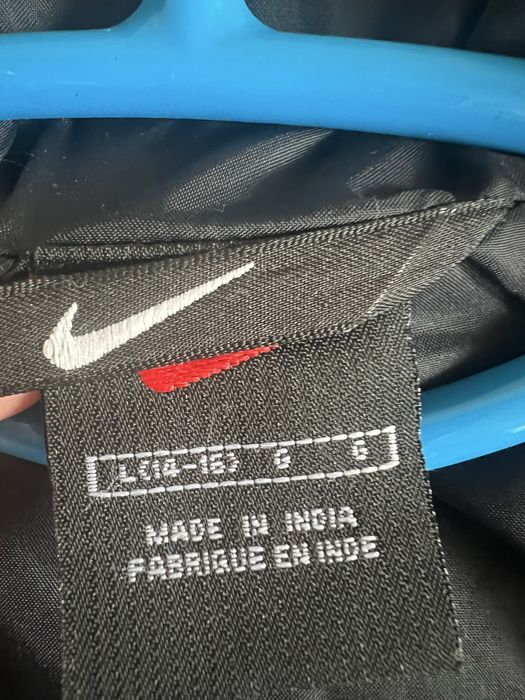 L(14-16) G G
MADE IN INDIA
FABRIQUE EN INDE